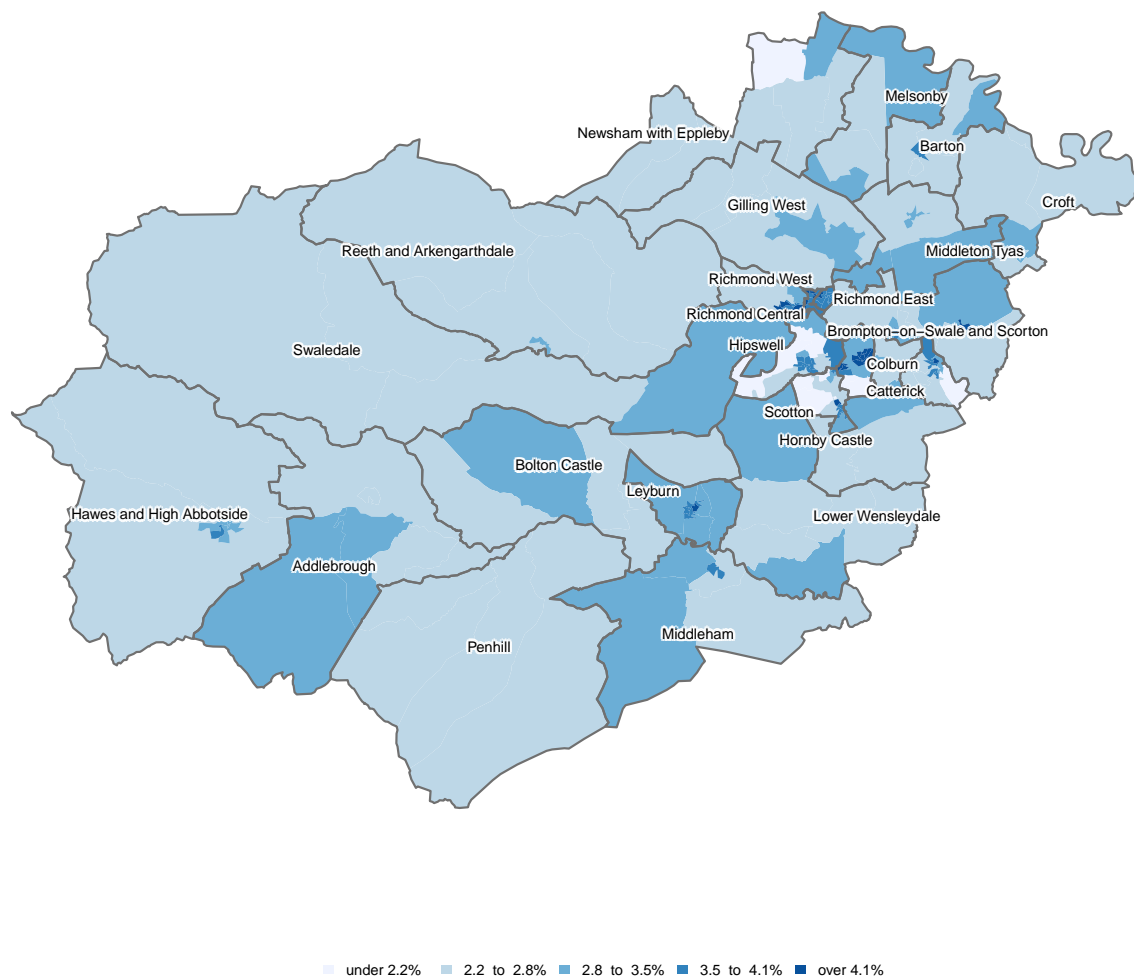 Melsonby
Newsham with Eppleby
Barton
Croft
Gilling West
Reeth and Arkengarthdale
Middleton Tyas
Richmond West
Richmond East
Richmond Central
Brompton−on−Swale and Scorton
Hipswell
Swaledale
Colburn
Catterick
Scotton
Hornby Castle
Bolton Castle
Leyburn
Hawes and High Abbotside
Lower Wensleydale
Addlebrough
Middleham
Penhill
under 2.2% 2.2 to 2.8% 2.8 to 3.5% 3.5 to 4.1% over 4.1%